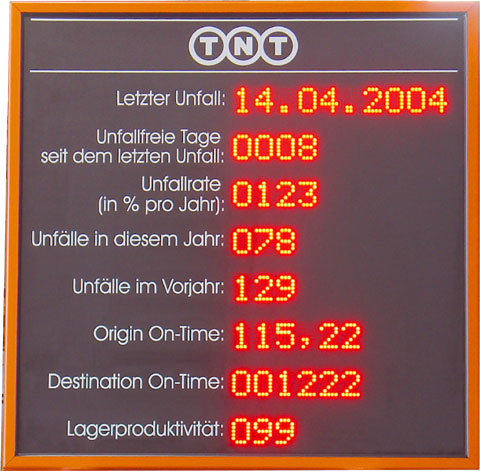 TNT
Letzter Unfall: 14.04.2004
Unfallfreie Tage
seit dem letzten Unfall: 0008
Unfallrate
(in % pro Jahr): 0123
Unfälle in diesem Jahr: 078
Unfälle im Vorjahr: 129
Origin On-Time: 115,22
Destination On-Time: 001222
Lagerproduktivität: 099